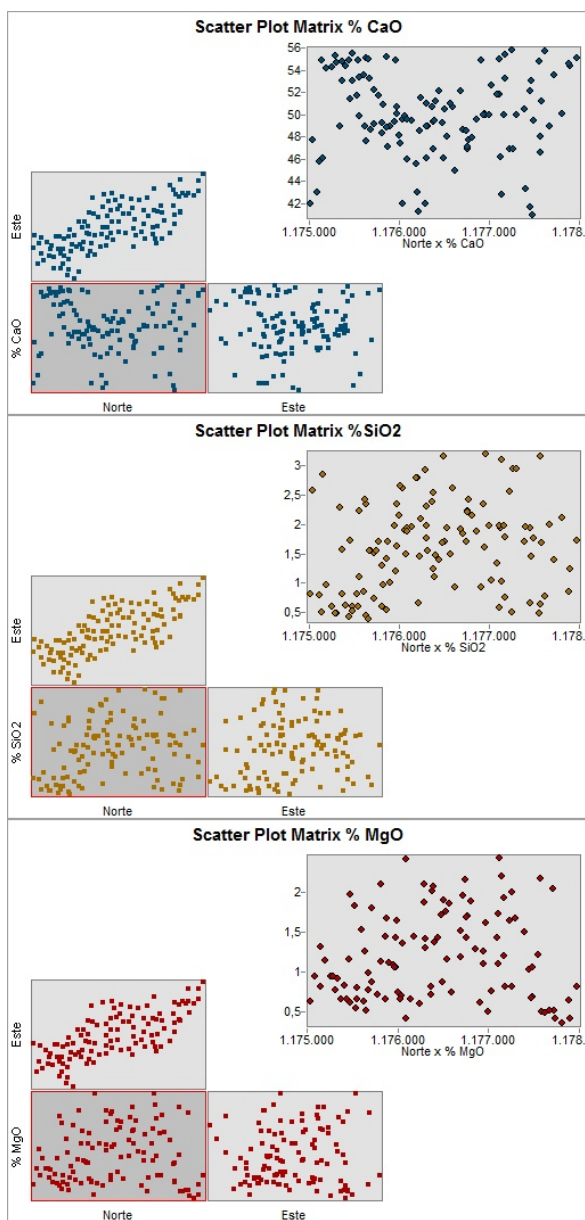 Scatter Plot Matrix % CaO
56
54
52
50
48
46
44
42
1.175.000 1.176.000 1.177.000 1.178.
Norte x % CaO
Este
% CaO
Norte Este
Scatter Plot Matrix %SiO2
3
2,5
2
1,5
1
0,5
1.175.000 1.176.000 1.177.000 1.178.
Norte x % SiO2
Este
% SiO2
Norte Este
Scatter Plot Matrix % MgO
2
1,5
1
0,5
1.175.000 1.176.000 1.177.000 1.178.
Norte x % MgO
Este
% MgO
Norte Este